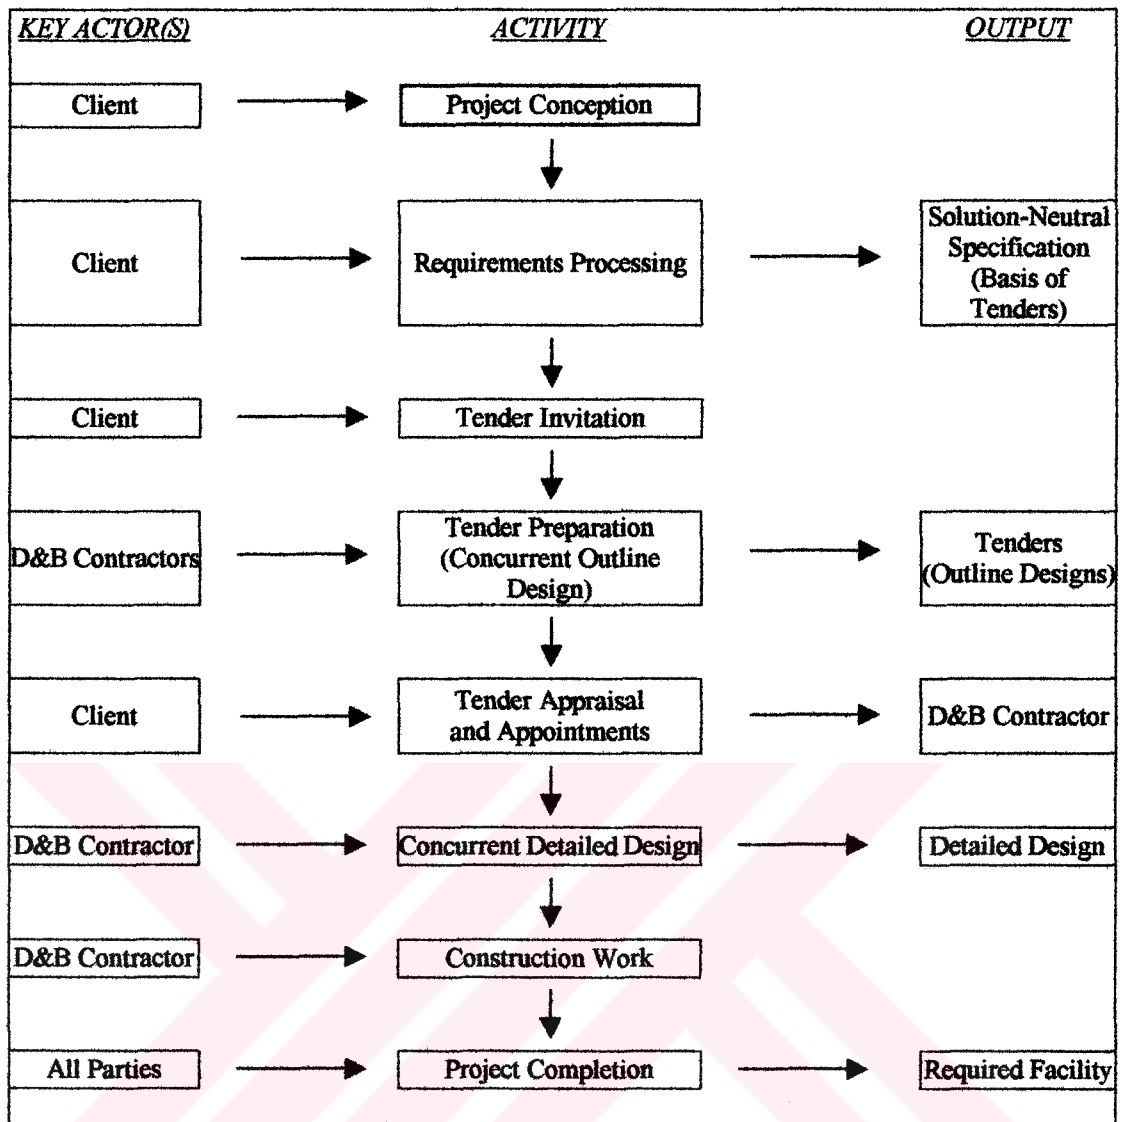 KEY ACTOR(S) ACTIVITY OUTPUT
Client Project Conception
Client Requirements Processing Solution-Neutral
Specification
(Basis of
Tenders)
Client Tender Invitation
D&B Contractors Tender Preparation
(Concurrent Outline
Design) Tenders
(Outline Designs)
Client Tender Appraisal
and Appointments D&B Contractor
D&B Contractor Concurrent Detailed Design Detailed Design
D&B Contractor Construction Work
All Parties Project Completion Required Facility